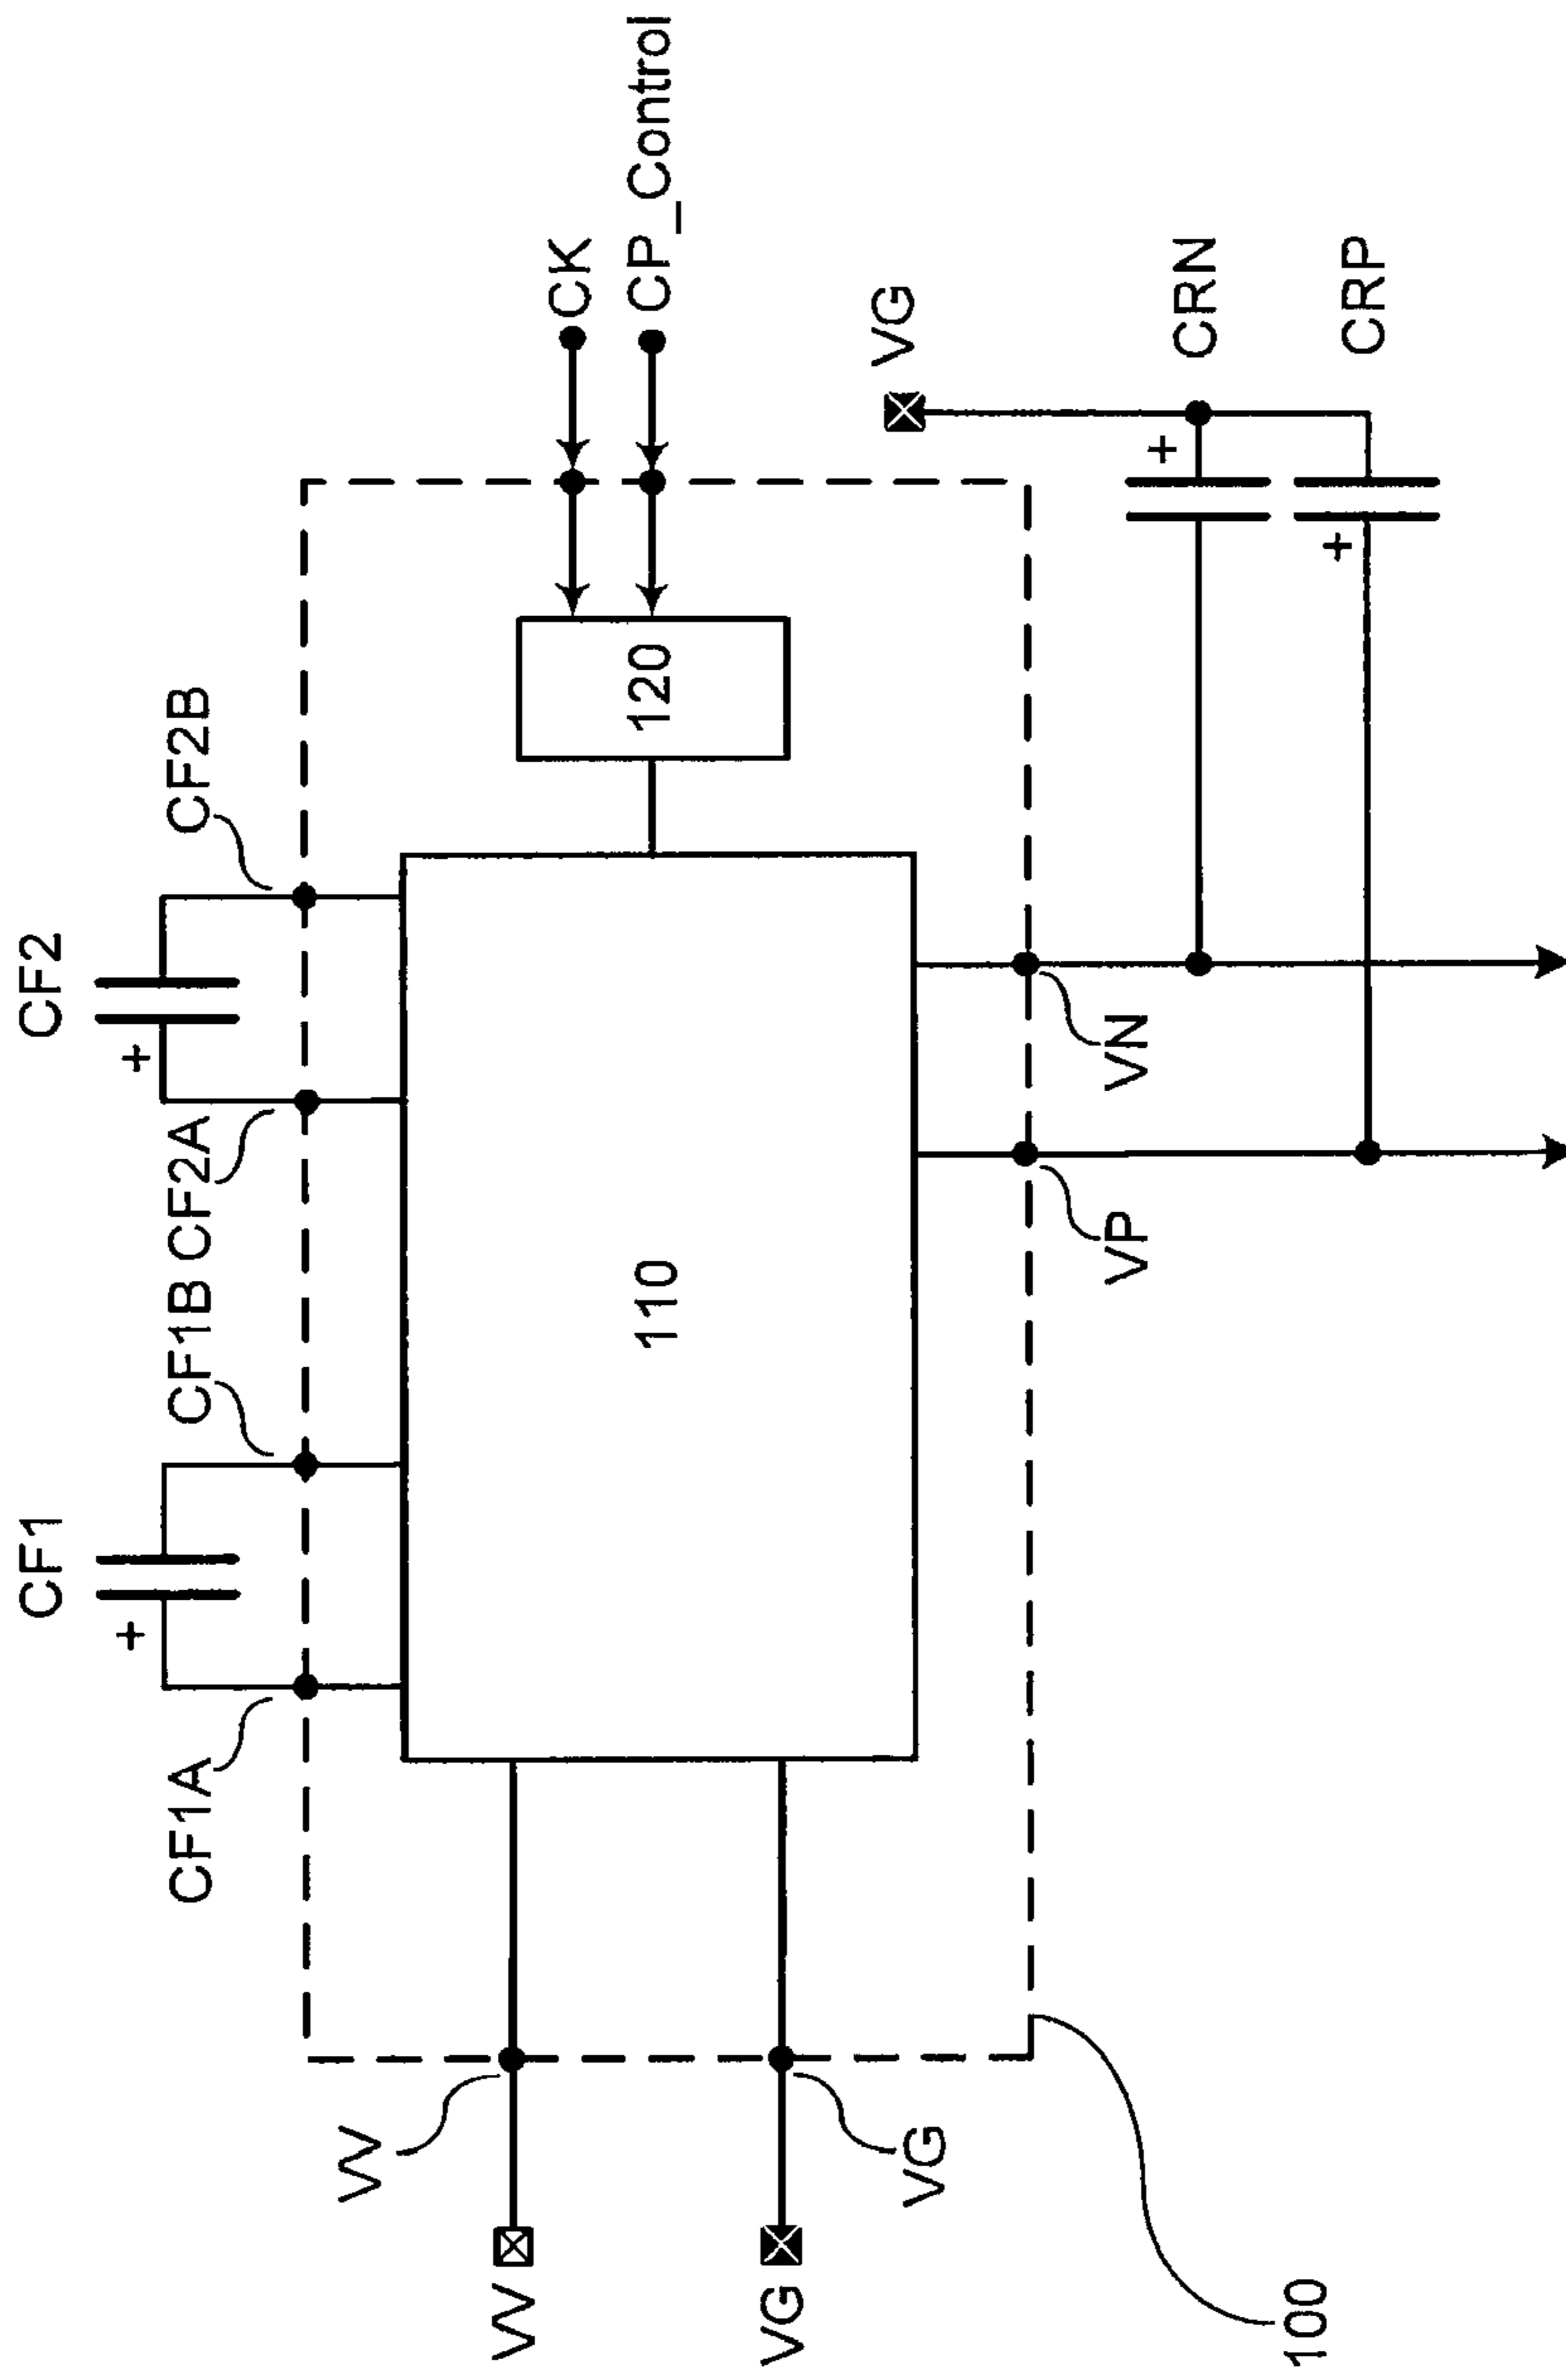 CF1
CF2
CF1A
CF1B
CF2A
CF2B
VV
VV
CK
110
120
CP_Control
VG
VG
VG
VP
VN
CRN
CRP
100